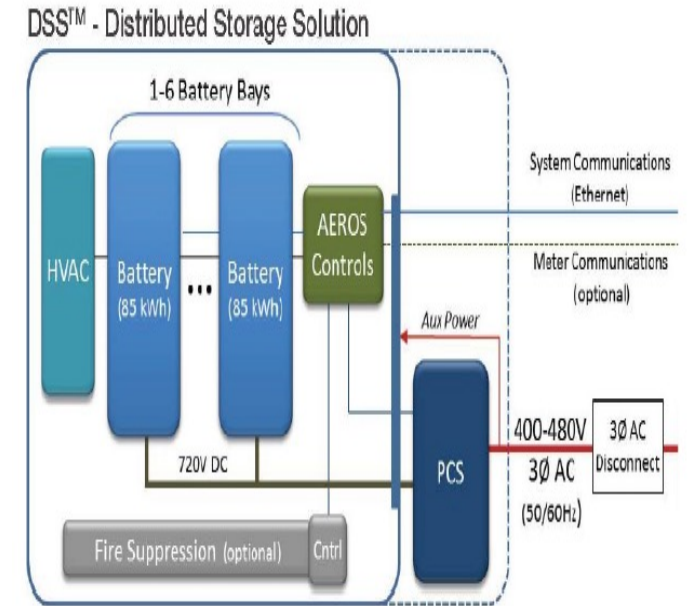 DSS™ - Distributed Storage Solution
1-6 Battery Bays
System Communications
(Ethernet)
HVAC
Battery
(85 kWh)
...
Battery
(85 kWh)
AEROS
Controls
Meter Communications
(optional)
Aux Power
720V DC
PCS
400-480V
3Ø AC
(50/60Hz)
3Ø AC
Disconnect
Fire Suppression (optional)
Cntrl